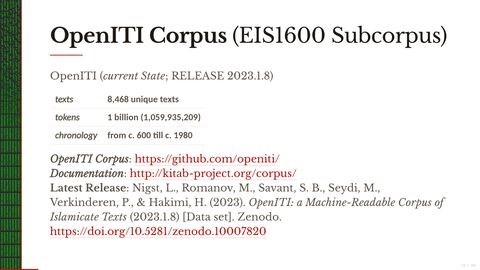 OpenITI Corpus (EIS1600 Subcorpus)
OpenITI (current State; RELEASE 2023.1.8)
texts 8,468 unique texts
tokens 1 billion (1,059,935,209)
chronology from c. 600 till c. 1980
OpenITI Corpus: https://github.com/openiti/
Documentation: http://kitab-project.org/corpus/
Latest Release: Nigst, L., Romanov, M., Savant, S. B., Seydi, M.,
Verkinderen, P., & Hakimi, H. (2023). OpenITI: a Machine-Readable Corpus of
Islamicate Texts (2023.1.8) [Data set]. Zenodo.
https://doi.org/10.5281/zenodo.10007820